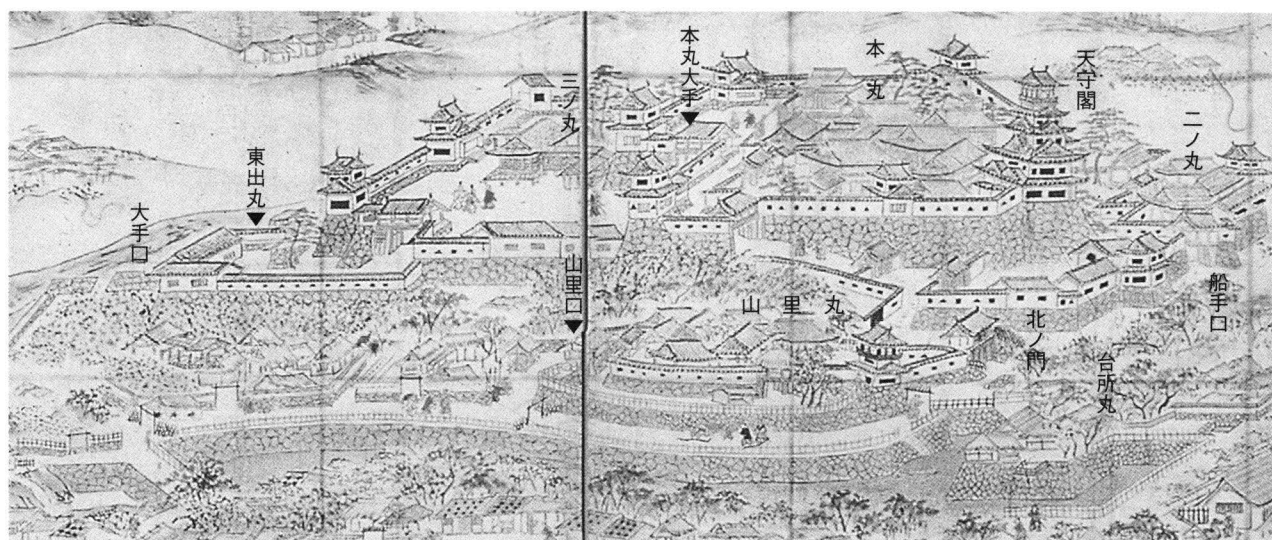 本丸大手
本丸
天守閣
三ノ丸
二ノ丸
東出丸
大手口
山里口
山里丸
船手口
北ノ門
台所丸